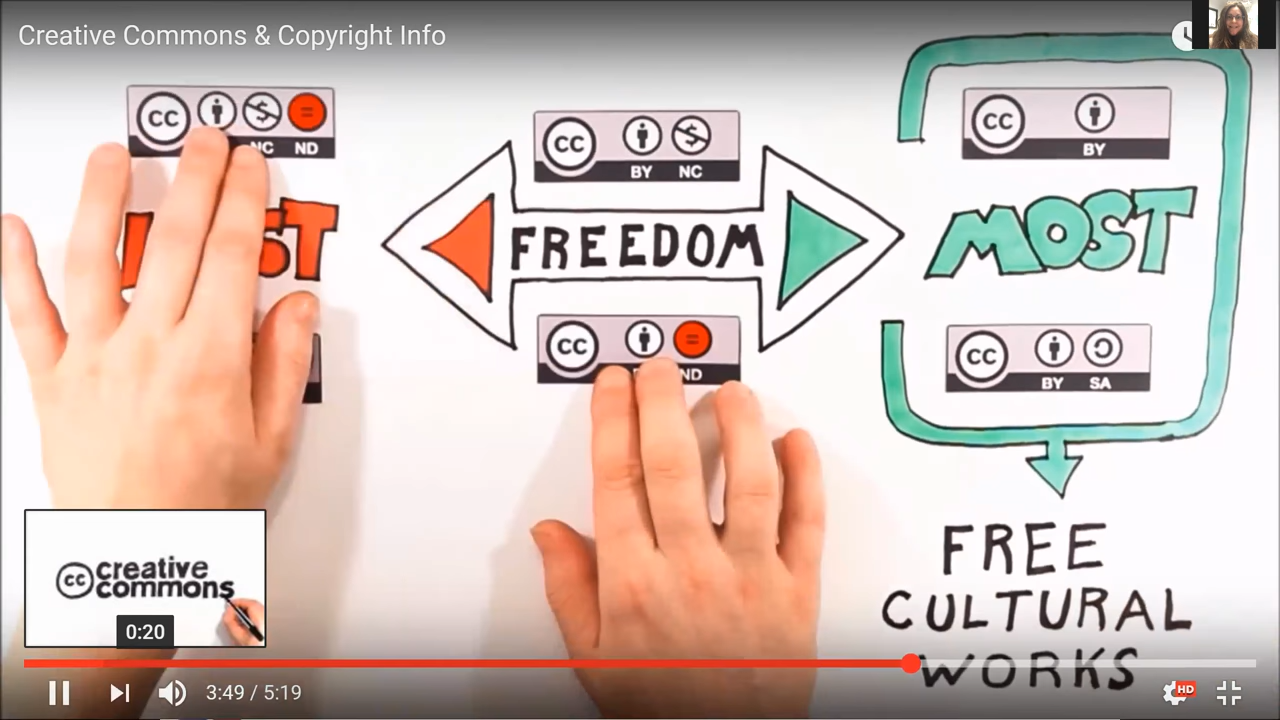 Creative Commons & Copyright Info
CC
NC ND
CC
BY NC
CC
BY
FREEDOM
MOST
CC
ND
CC
BY SA
FREE
CULTURAL
WORKS
cc creative
commons
0:20
3:49 / 5:19
HD